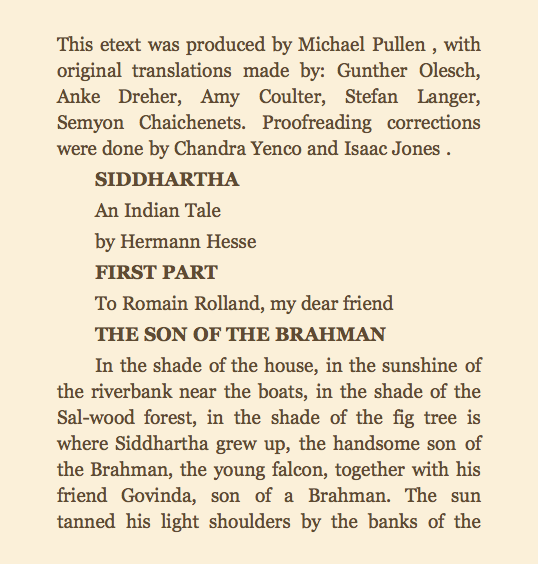 This etext was produced by Michael Pullen , with
original translations made by: Gunther Olesch,
Anke Dreher, Amy Coulter, Stefan Langer,
Semyon Chaichenets. Proofreading corrections
were done by Chandra Yenco and Isaac Jones .
SIDDHARTHA
An Indian Tale
by Hermann Hesse
FIRST PART
To Romain Rolland, my dear friend
THE SON OF THE BRAHMAN
In the shade of the house, in the sunshine of
the riverbank near the boats, in the shade of the
Sal-wood forest, in the shade of the fig tree is
where Siddhartha grew up, the handsome son of
the Brahman, the young falcon, together with his
friend Govinda, son of a Brahman. The sun
tanned his light shoulders by the banks of the